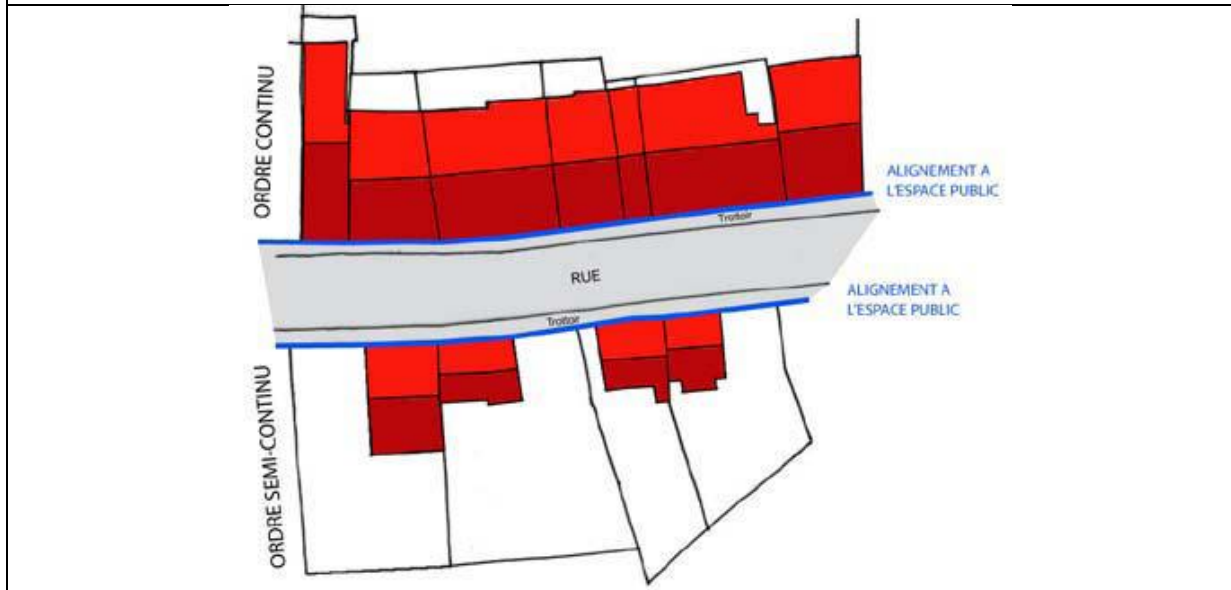 ORDRE CONTINU
ALIGNEMENT A
L'ESPACE PUBLIC
Trottoir
RUE
ALIGNEMENT A
L'ESPACE PUBLIC
Trottoir
ORDRE SEMI-CONTINU